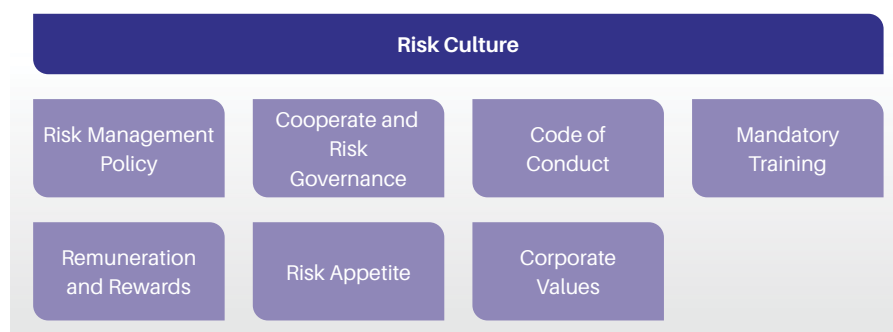 Risk Culture
Risk Management
Policy
Cooperate and
Risk
Governance
Code of
Conduct
Mandatory
Training
Remuneration
and Rewards
Risk Appetite
Corporate
Values